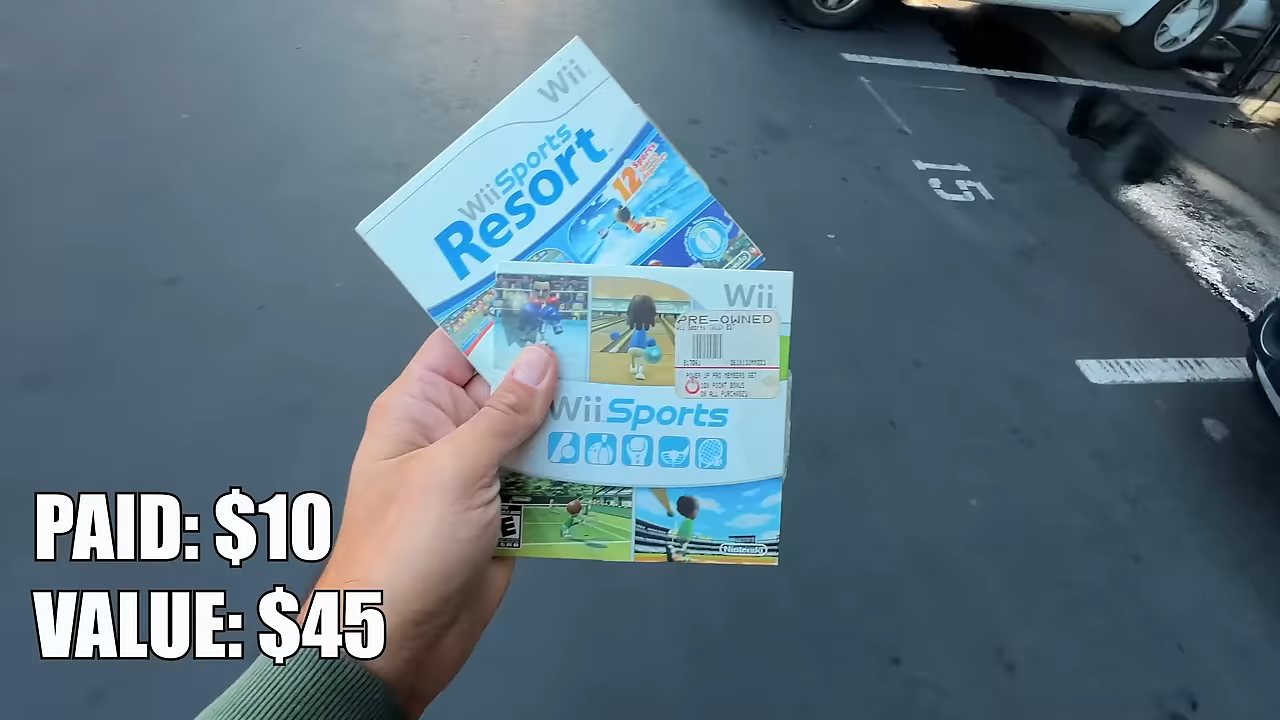 Wii
Wii Sports
Resort
12
15
Wii
PRE-OWNED
POWER UP PRO MEMBERS GET
POINT BONUS
ON ALL PURCHASES
Wii Sports
E
Nintendo
PAID: $10
VALUE: $45